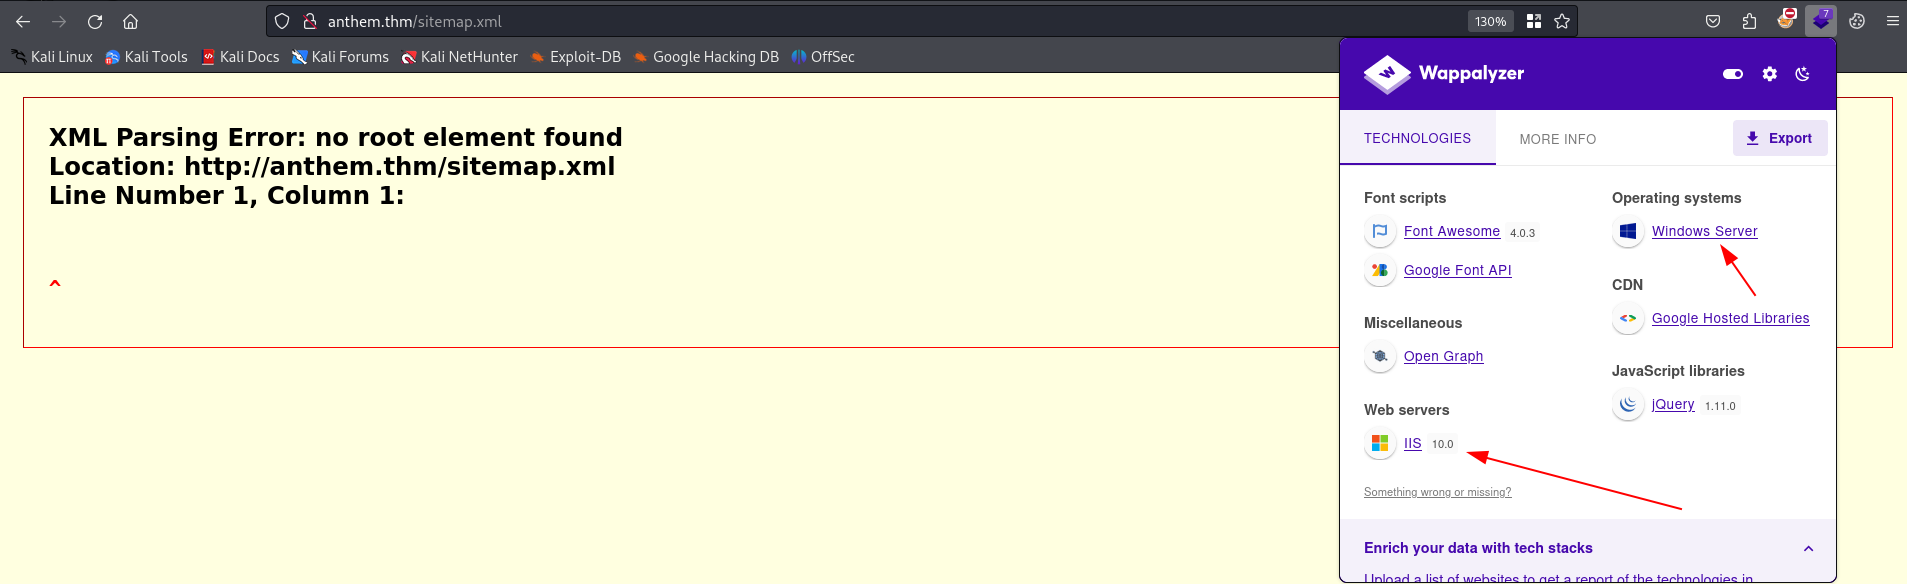 anthem.thm/sitemap.xml
130%
7
Kali Linux
Kali Tools
Kali Docs
Kali Forums
Kali NetHunter
Exploit-DB
Google Hacking DB
OffSec
XML Parsing Error: no root element found
Location: http://anthem.thm/sitemap.xml
Line Number 1, Column 1:
^
Wappalyzer
TECHNOLOGIES
MORE INFO
Export
Font scripts
Font Awesome 4.0.3
Google Font API
Miscellaneous
Open Graph
Web servers
IIS 10.0
Something wrong or missing?
Operating systems
Windows Server
CDN
Google Hosted Libraries
JavaScript libraries
jQuery 1.11.0
Enrich your data with tech stacks
Upload a list of websites to get a report of the technologies in